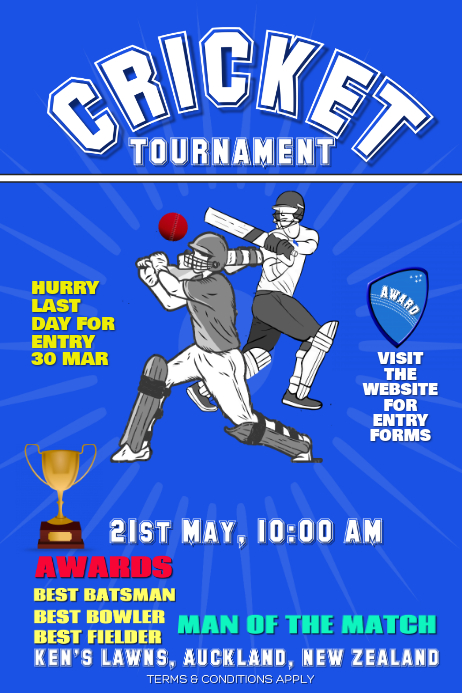 CRICKET
TOURNAMENT
HURRY
LAST
DAY FOR
ENTRY
30 MAR
AWARD
VISIT
THE
WEBSITE
FOR
ENTRY
FORMS
21ST MAY, 10:00 AM
AWARDS
BEST BATSMAN
BEST BOWLER
BEST FIELDER
MAN OF THE MATCH
KEN'S LAWNS, AUCKLAND, NEW ZEALAND
TERMS & CONDITIONS APPLY